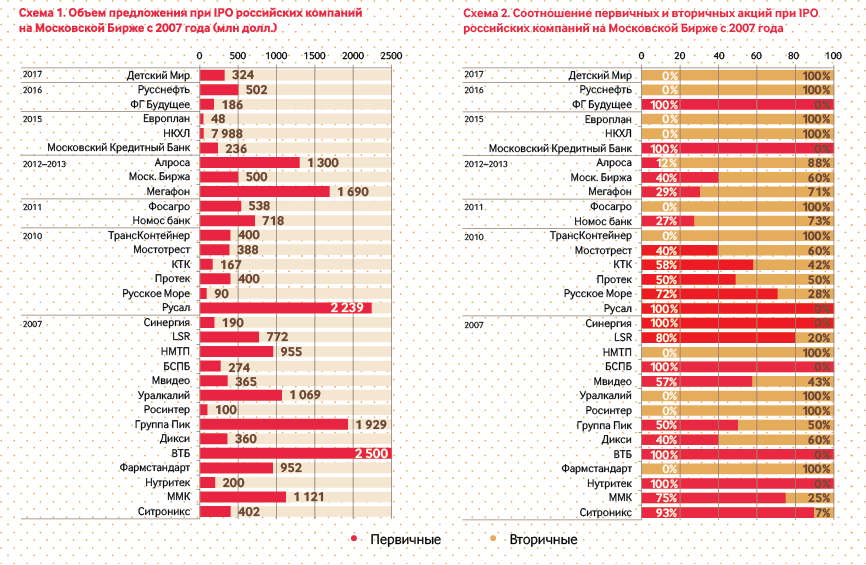 Схема 1. Объем предложения при IPO российских компаний
на Московской Бирже с 2007 года (млн долл.)
0 500 1000 1500 2000 2500
2017 Детский Мир 324
2016 Русснефть 502
ФГ Будущее 186
2015 Европлан 48
НКХЛ 7 988
Московский Кредитный Банк 236
2012–2013 Алроса 1 300
Моск. Биржа 500
Мегафон 1 690
2011 Фосагро 538
Номос банк 718
2010 ТрансКонтейнер 400
Мостотрест 388
КТК 167
Протек 400
Русское Море 90
Русал 2 239
2007 Синергия 190
LSR 772
НМТП 955
БСПБ 274
Мвидео 365
Уралкалий 1 069
Росинтер 100
Группа Пик 1 929
Дикси 360
ВТБ 2 500
Фармстандарт 952
Нутритек 200
ММК 1 121
Ситроникс 402
Схема 2. Соотношение первичных и вторичных акций при IPO
российских компаний на Московской Бирже с 2007 года
0 20 40 60 80 100
2017 Детский Мир 0% 100%
2016 Русснефть 0% 100%
ФГ Будущее 100% 0%
2015 Европлан 0% 100%
НКХЛ 0% 100%
Московский Кредитный Банк 100% 0%
2012–2013 Алроса 12% 88%
Моск. Биржа 40% 60%
Мегафон 29% 71%
2011 Фосагро 0% 100%
Номос банк 27% 73%
2010 ТрансКонтейнер 0% 100%
Мостотрест 40% 60%
КТК 58% 42%
Протек 50% 50%
Русское Море 72% 28%
Русал 100% 0%
2007 Синергия 100% 0%
LSR 80% 20%
НМТП 0% 100%
БСПБ 100% 0%
Мвидео 57% 43%
Уралкалий 0% 100%
Росинтер 0% 100%
Группа Пик 50% 50%
Дикси 40% 60%
ВТБ 100% 0%
Фармстандарт 0% 100%
Нутритек 100% 0%
ММК 75% 25%
Ситроникс 93% 7%
Первичные Вторичные